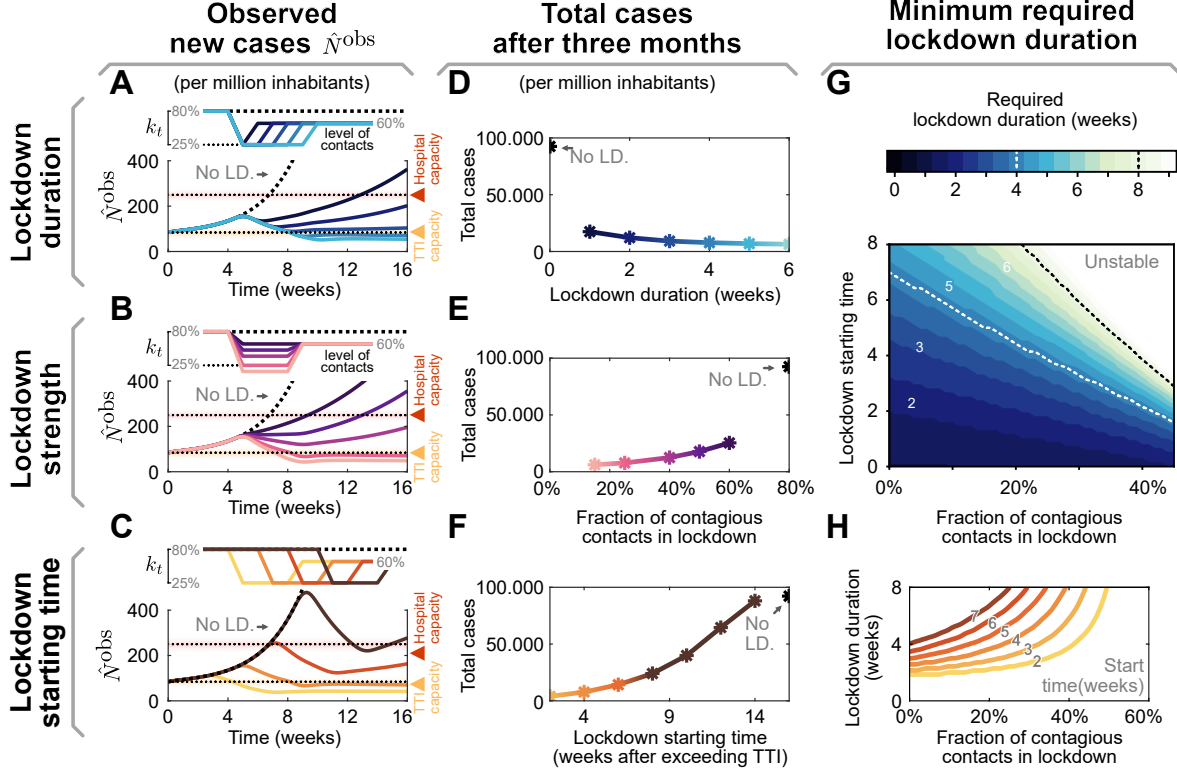 Observed
new cases N̂obs
Total cases
after three months
Minimum required
lockdown duration
Lockdown
duration
A
(per million inhabitants)
kt
80%
25%
60%
level of
contacts
N̂obs
400
200
0
No LD.
0 4 8 12 16
Time (weeks)
Hospital
capacity
TTI
capacity
D
(per million inhabitants)
Total cases
100.000
50.000
0
No LD.
0 2 4 6
Lockdown duration (weeks)
G
Required
lockdown duration (weeks)
0 2 4 6 8
Lockdown starting time
8
6
4
2
0
Unstable
6
5
3
2
0% 20% 40%
Fraction of contagious
contacts in lockdown
Lockdown
strength
B
kt
80%
25%
60%
level of
contacts
N̂obs
400
200
0
No LD.
0 4 8 12 16
Time (weeks)
Hospital
capacity
TTI
capacity
E
Total cases
100.000
50.000
0
No LD.
0% 20% 40% 60% 80%
Fraction of contagious
contacts in lockdown
Lockdown
starting time
C
kt
80%
25%
60%
N̂obs
400
200
0
No LD.
0 4 8 12 16
Time (weeks)
Hospital
capacity
TTI
capacity
F
Total cases
100.000
50.000
0
No
LD.
4 9 14
Lockdown starting time
(weeks after exceeding TTI)
H
Lockdown duration
(weeks)
8
4
0
7
6
5
4
3
2
Start
time(weeks)
0% 20% 40% 60%
Fraction of contagious
contacts in lockdown